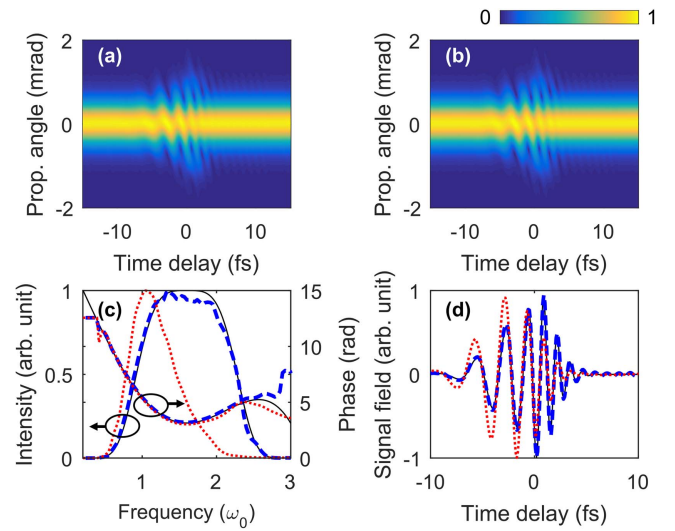 0 1
2 (a) 2 (b)
Prop. angle (mrad) Prop. angle (mrad)
0 0
-2 -2
-10 0 10 -10 0 10
Time delay (fs) Time delay (fs)
1 (c) 15 1 (d)
Intensity (arb. unit) Phase (rad) Signal field (arb. unit)
10
0.5 0
5
0 0 -1
1 2 3 -10 0 10
Frequency (ω0) Time delay (fs)